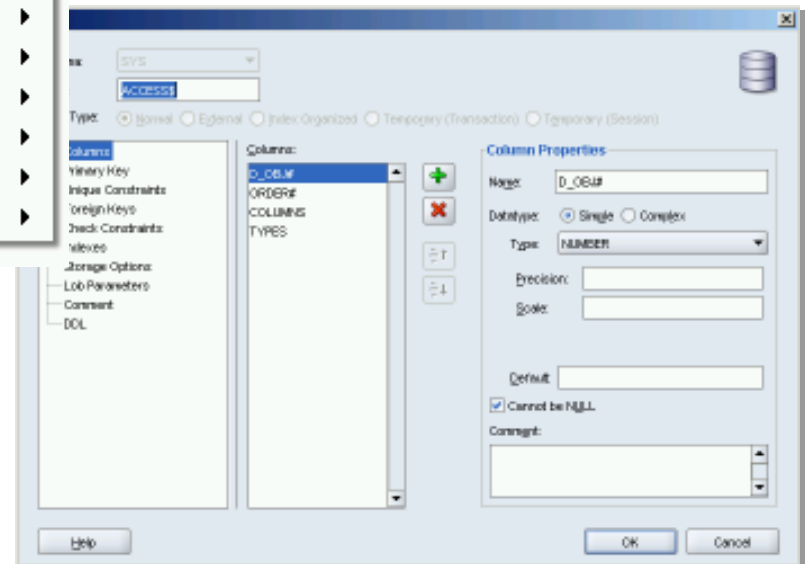 SYS
ACCESS$
Type: Normal External Index Organized Temporary (Transaction) Temporary (Session)
Columns
Primary Key
Unique Constraints
Foreign Keys
Check Constraints
Indexes
Storage Options
Lob Parameters
Comment
DDL
Columns:
D_OBJ#
ORDER#
COLUMNS
TYPES
Column Properties
Name: D_OBJ#
Datatype: Simple Complex
Type: NUMBER
Precision:
Scale:
Default:
Cannot be NULL
Comment:
Help
OK
Cancel